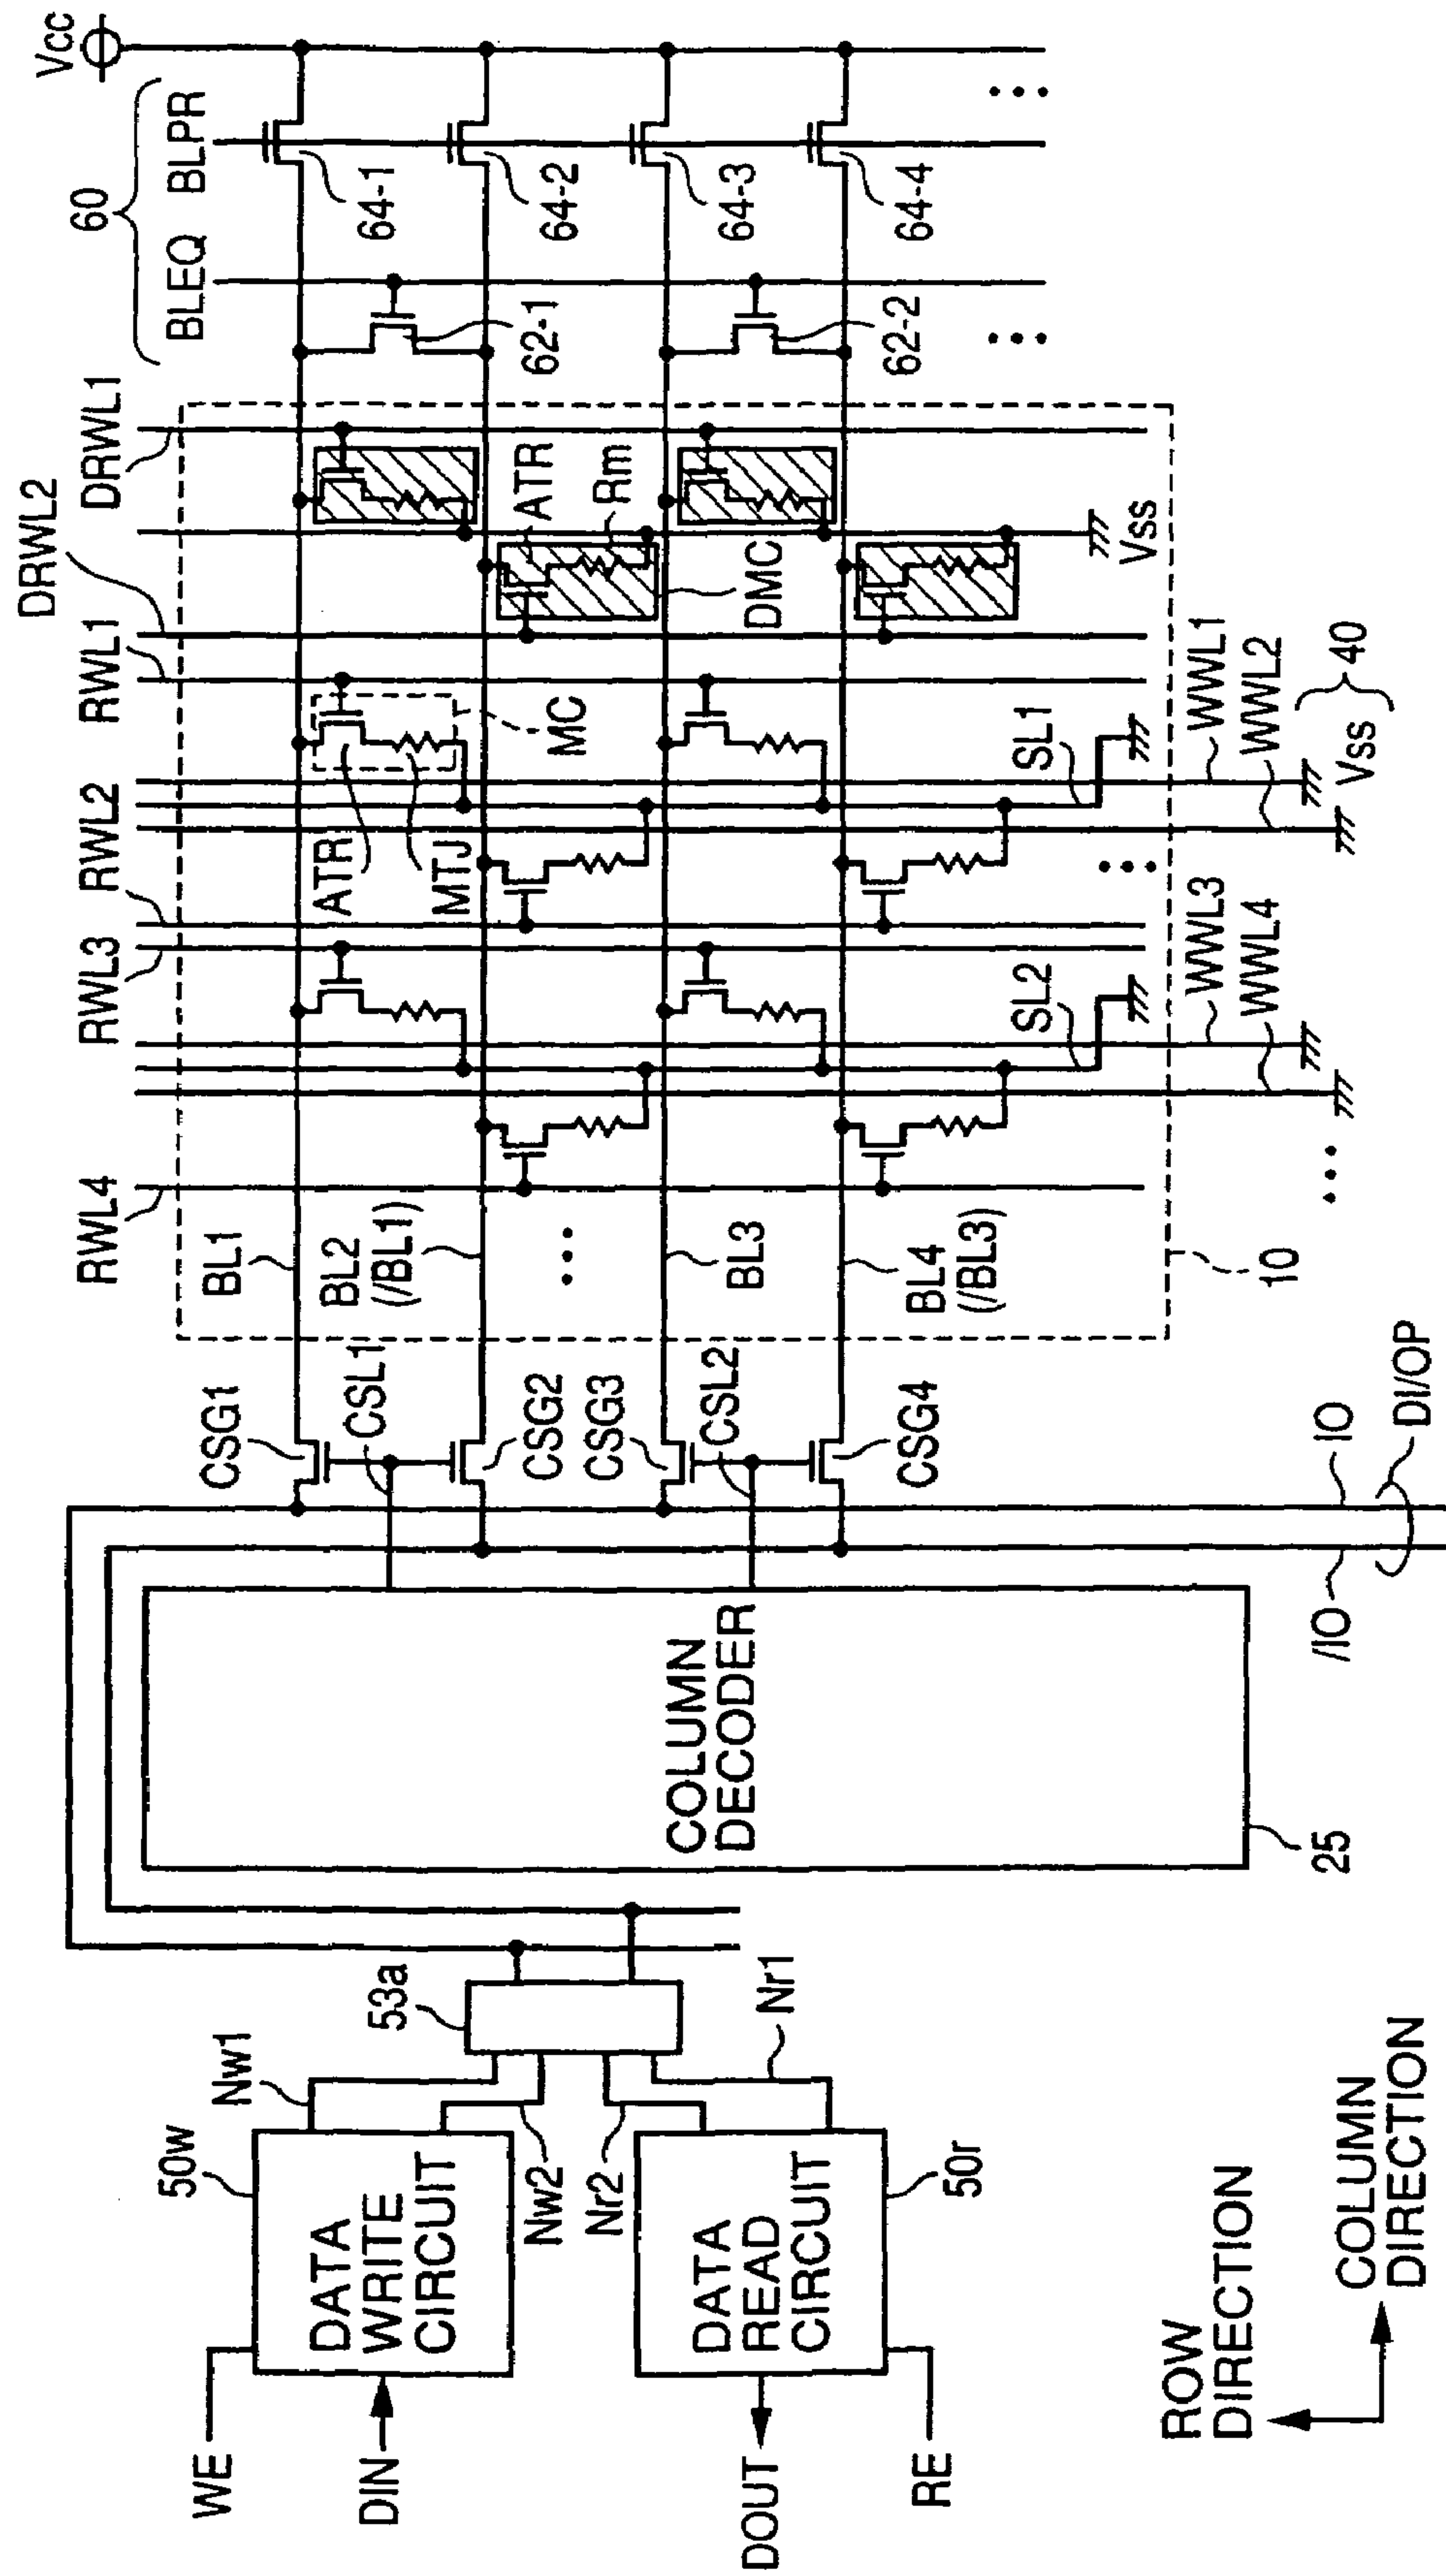 Vcc
60
BLEQ
BLPR
64-1
64-2
64-3
64-4
62-1
62-2
DRWL1
DRWL2
RWL1
RWL2
RWL3
RWL4
ATR
Rm
DMC
Vss
ATR
MTJ
MC
SL1
SL2
WWL1
WWL2
WWL3
WWL4
40
Vss
BL1
BL2
(/BL1)
BL3
BL4
(/BL3)
10
CSG1
CSL1
CSG2
CSG3
CSL2
CSG4
IO
/IO
DI/OP
COLUMN
DECODER
25
53a
Nw1
Nw2
Nr2
Nr1
50w
DATA
WRITE
CIRCUIT
50r
DATA
READ
CIRCUIT
WE
DIN
DOUT
RE
ROW
DIRECTION
COLUMN
DIRECTION